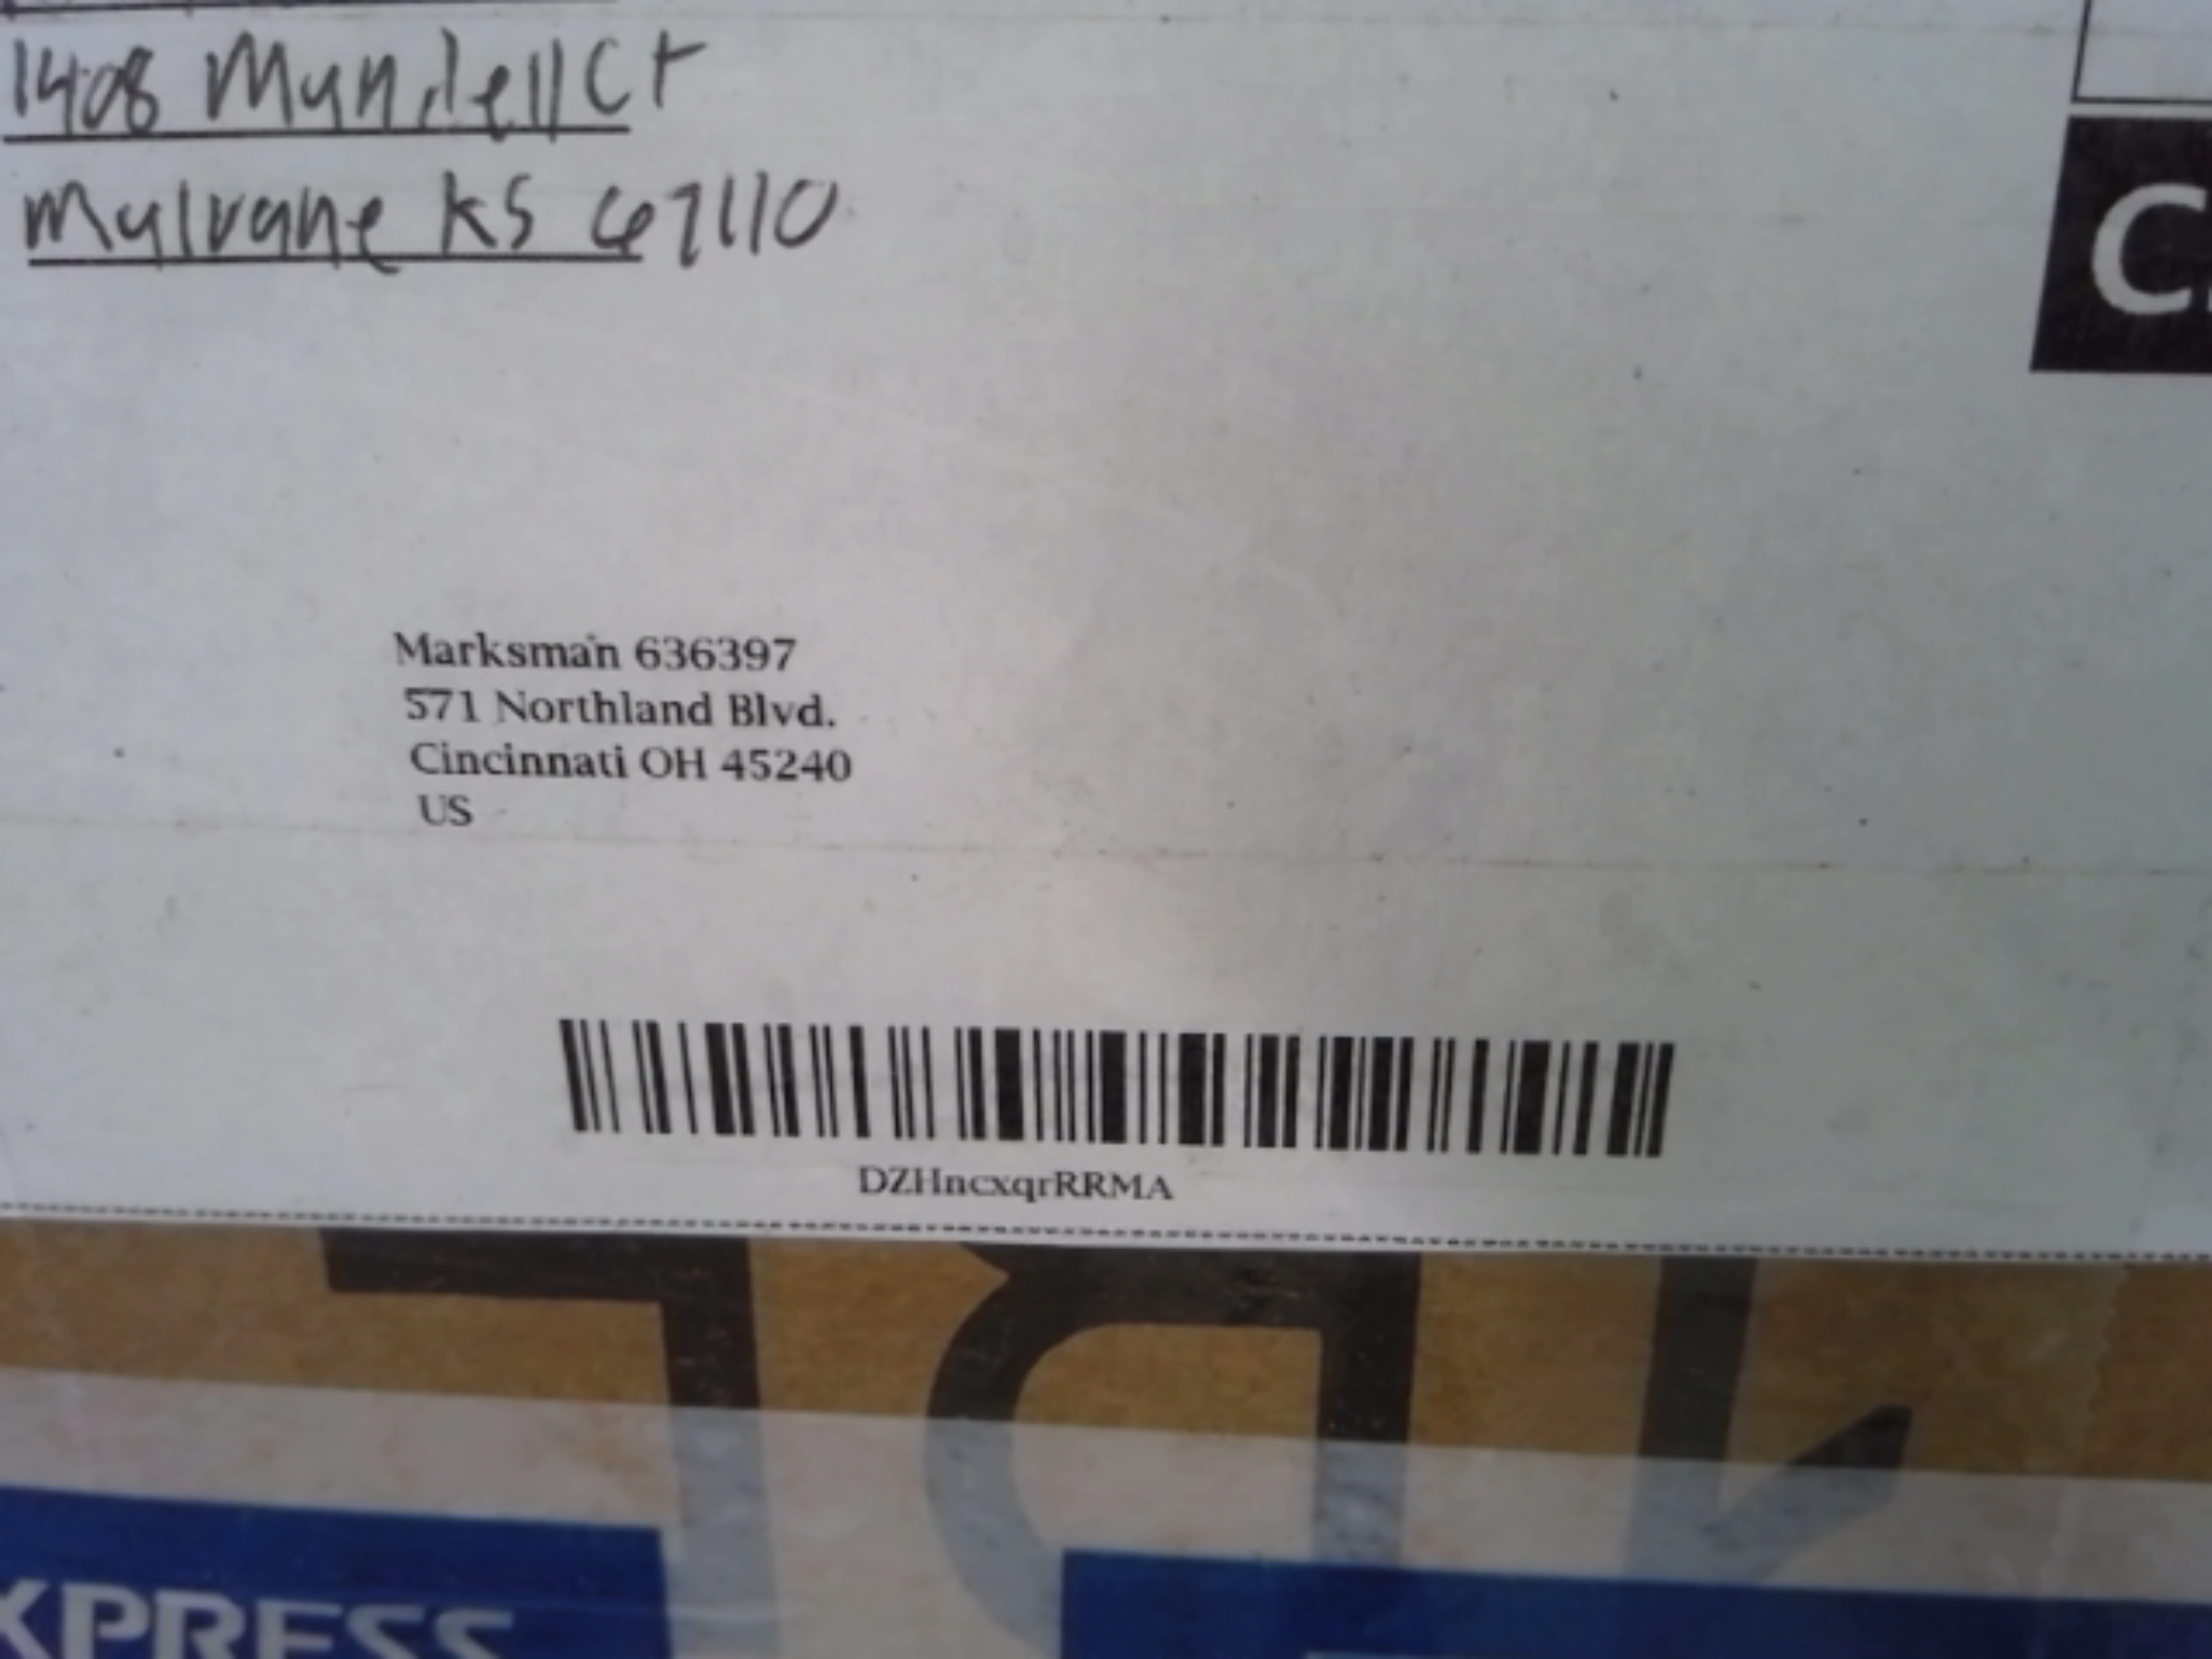 1408 Mundell Ct
Mulvane KS 67110
C
Marksman 636397
571 Northland Blvd.
Cincinnati OH 45240
US
DZHncxqrRRMA
XPRESS